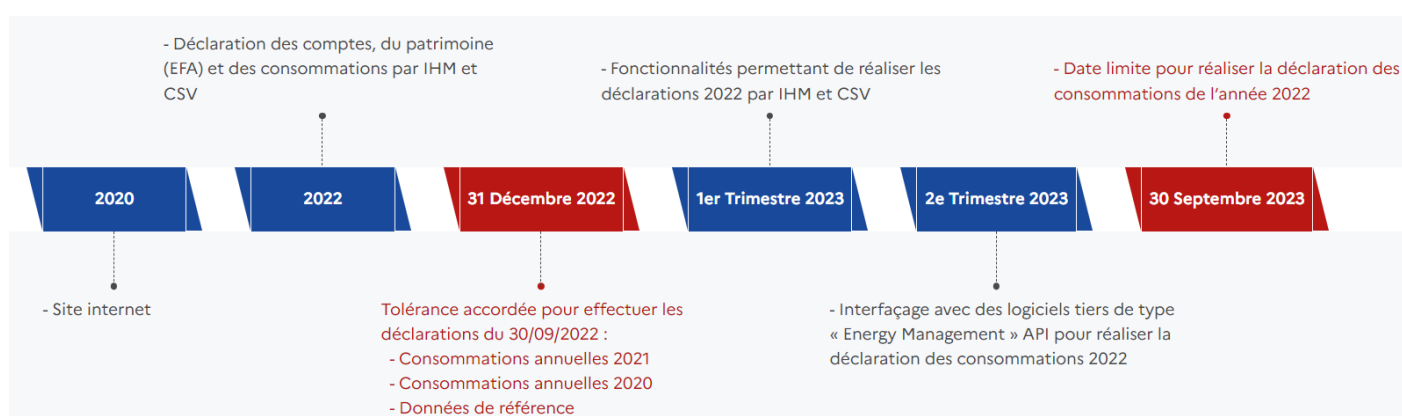 - Déclaration des comptes, du patrimoine
(EFA) et des consommations par IHM et
CSV
- Fonctionnalités permettant de réaliser les
déclarations 2022 par IHM et CSV
- Date limite pour réaliser la déclaration des
consommations de l'année 2022
2020
2022
31 Décembre 2022
1er Trimestre 2023
2e Trimestre 2023
30 Septembre 2023
- Site internet
Tolérance accordée pour effectuer les
déclarations du 30/09/2022 :
- Consommations annuelles 2021
- Consommations annuelles 2020
- Données de référence
- Interfaçage avec des logiciels tiers de type
« Energy Management » API pour réaliser la
déclaration des consommations 2022